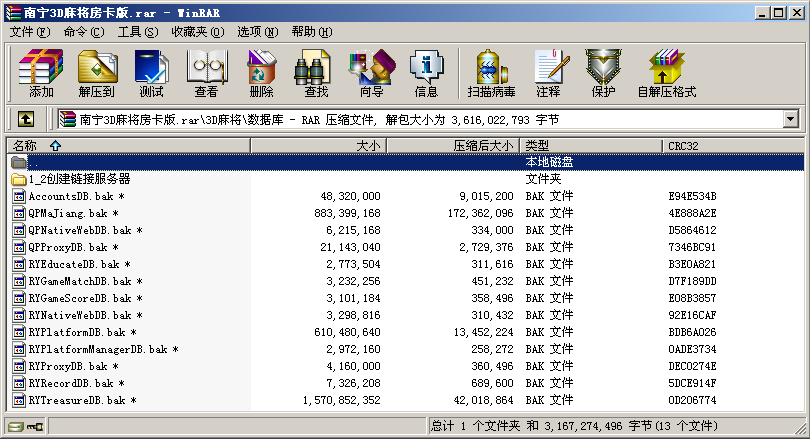 南宁3D麻将房卡版.rar - WinRAR
文件(F) 命令(C) 工具(S) 收藏夹(O) 选项(N) 帮助(H)
添加 解压到 测试 查看 删除 查找 向导 信息 扫描病毒 注释 保护 自解压格式
南宁3D麻将房卡版.rar\3D麻将\数据库 - RAR 压缩文件, 解包大小为 3,616,022,793 字节
名称 大小 压缩后大小 类型 CRC32
.. 本地磁盘
1_2创建链接服务器 文件夹
AccountsDB.bak * 48,320,000 9,015,200 BAK 文件 E94E534B
QPMaJiang.bak * 883,399,168 172,362,096 BAK 文件 4E888A2E
QPNativeWebDB.bak * 6,215,168 334,000 BAK 文件 D5864612
QPProxyDB.bak * 21,143,040 2,729,376 BAK 文件 7346BC91
RYEducateDB.bak * 2,773,504 311,616 BAK 文件 B3E0A821
RYGameMatchDB.bak * 3,232,256 451,232 BAK 文件 D7F189DD
RYGameScoreDB.bak * 3,101,184 358,496 BAK 文件 E08B3857
RYNativeWebDB.bak * 3,298,816 310,432 BAK 文件 92E16CAF
RYPlatformDB.bak * 610,480,640 13,452,224 BAK 文件 BDB6A026
RYPlatformManagerDB.bak * 2,972,160 258,272 BAK 文件 0ADE3734
RYProxyDB.bak * 4,160,000 360,496 BAK 文件 DEC0274E
RYRecordDB.bak * 7,326,208 689,600 BAK 文件 5DCE914F
RYTreasureDB.bak * 1,570,852,352 42,018,864 BAK 文件 0D206774
总计 1 个文件夹 和 3,167,274,496 字节(13 个文件)